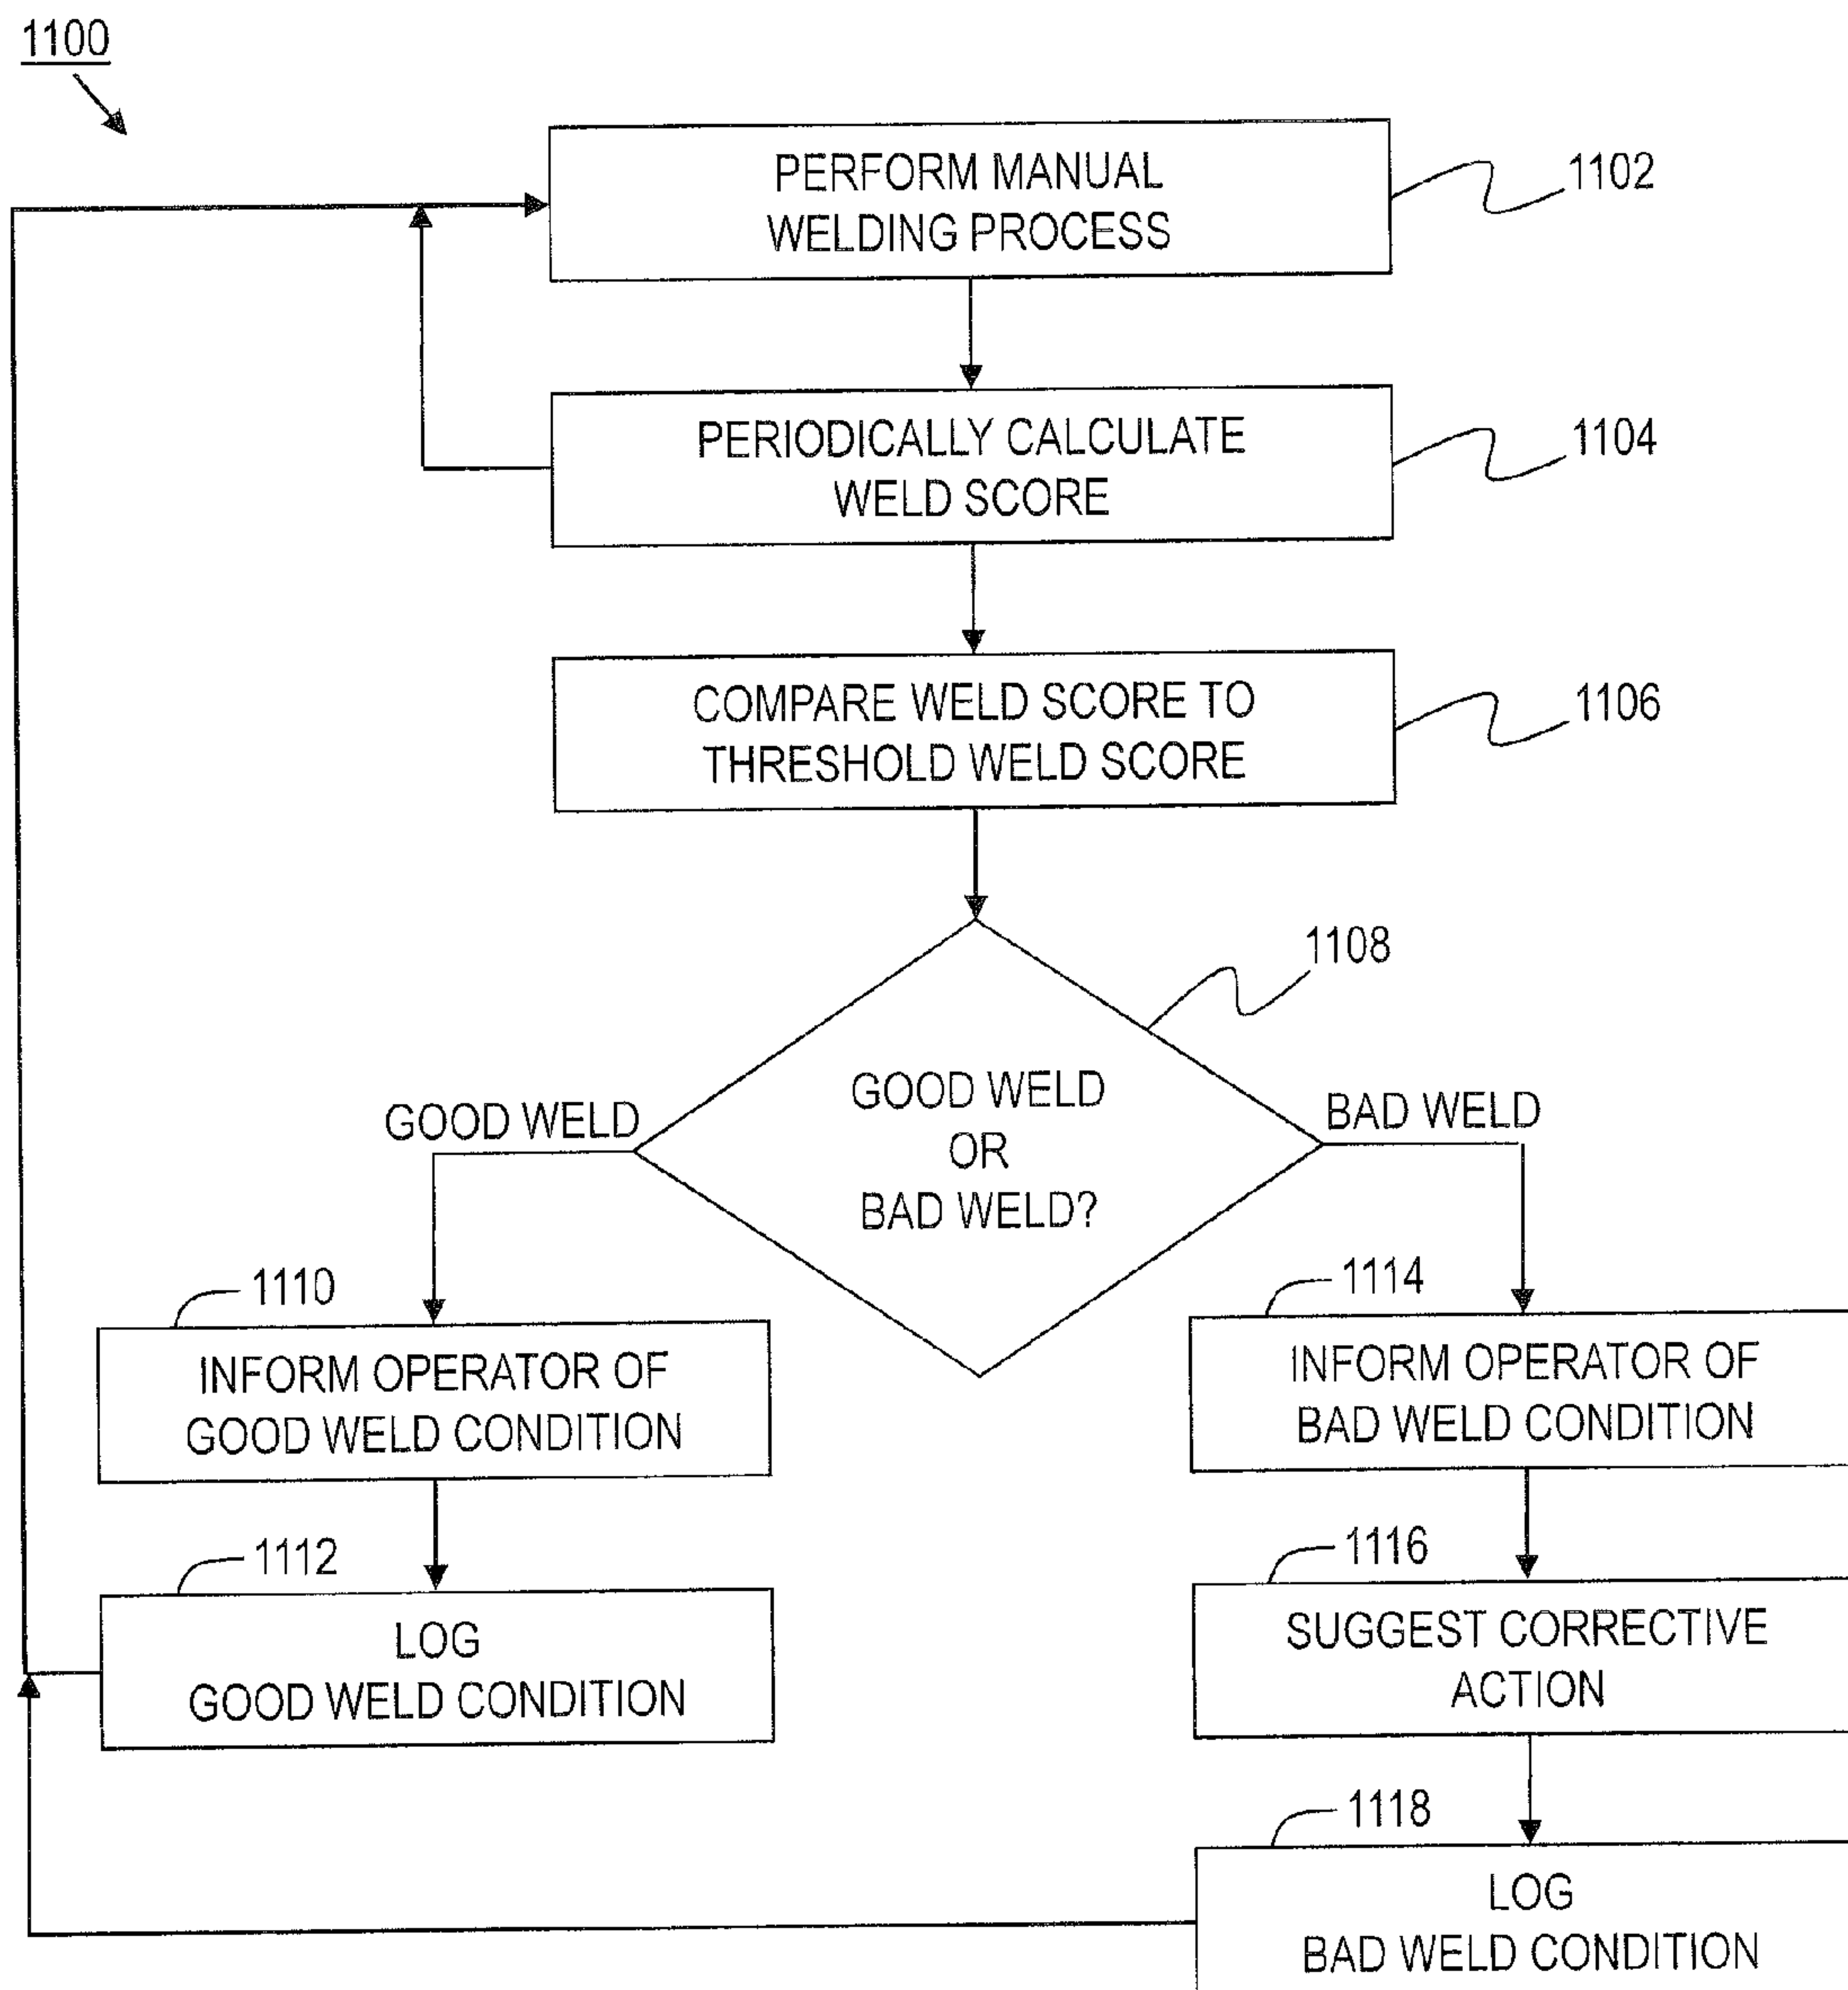 1100
PERFORM MANUAL
WELDING PROCESS
1102
PERIODICALLY CALCULATE
WELD SCORE
1104
COMPARE WELD SCORE TO
THRESHOLD WELD SCORE
1106
1108
GOOD WELD
OR
BAD WELD?
GOOD WELD
BAD WELD
1110
INFORM OPERATOR OF
GOOD WELD CONDITION
1112
LOG
GOOD WELD CONDITION
1114
INFORM OPERATOR OF
BAD WELD CONDITION
1116
SUGGEST CORRECTIVE
ACTION
1118
LOG
BAD WELD CONDITION